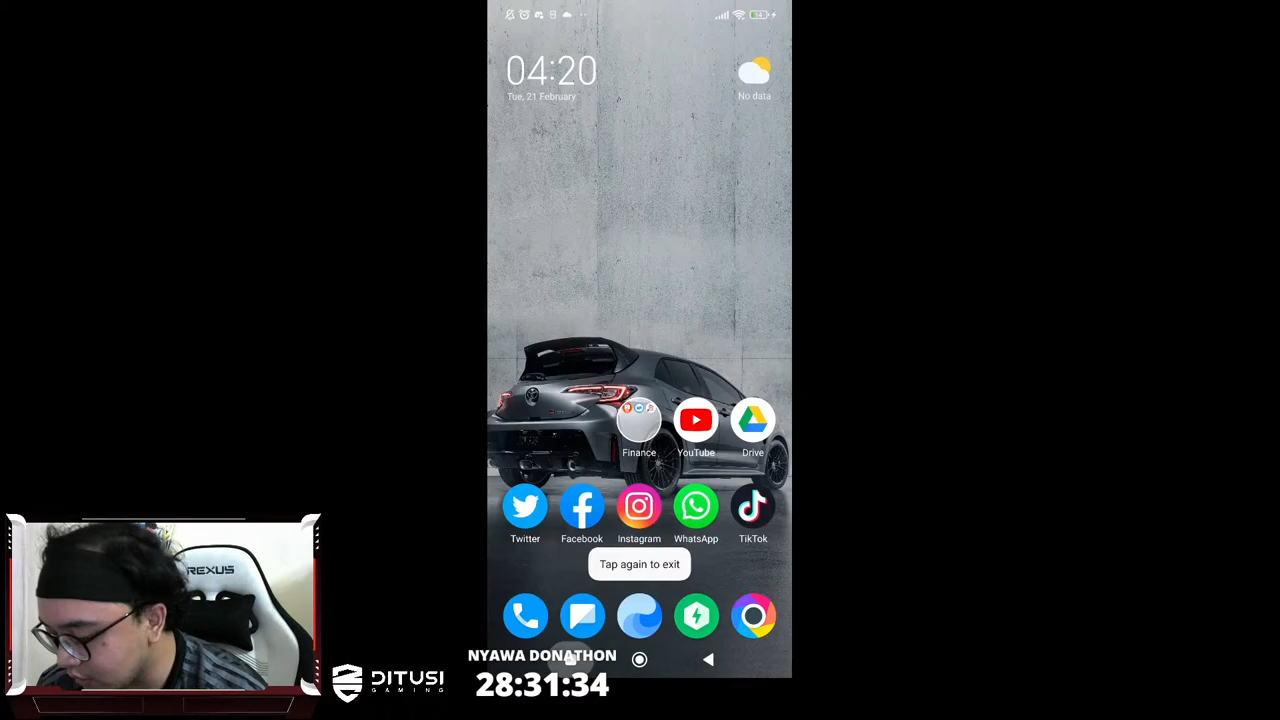 04:20
Tue, 21 February
No data
Finance
YouTube
Drive
Twitter
Facebook
Instagram
WhatsApp
TikTok
Tap again to exit
REXUS
DITUSI
GAMING
NYAWA DONATHON
28:31:34